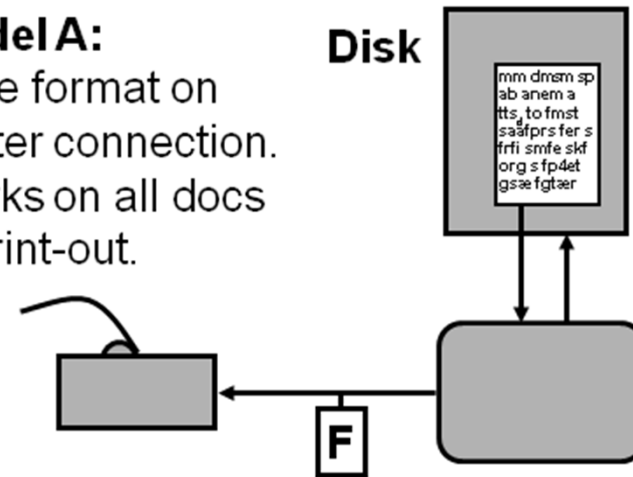 del A:
e format on
ter connection.
ks on all docs
rint-out.
Disk
mm dmsm sp
ab anem a
tts, to fmst
saåfprs fer s
frfi smfe skf
org s fp4et
gsæ fgtær
F